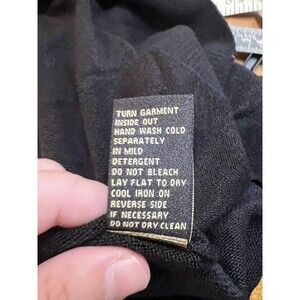 TURN GARMENT
INSIDE OUT
HAND WASH COLD
SEPARATELY
IN MILD
DETERGENT
DO NOT BLEACH
LAY FLAT TO DRY
COOL IRON ON
REVERSE SIDE
IF NECESSARY
DO NOT DRY CLEAN